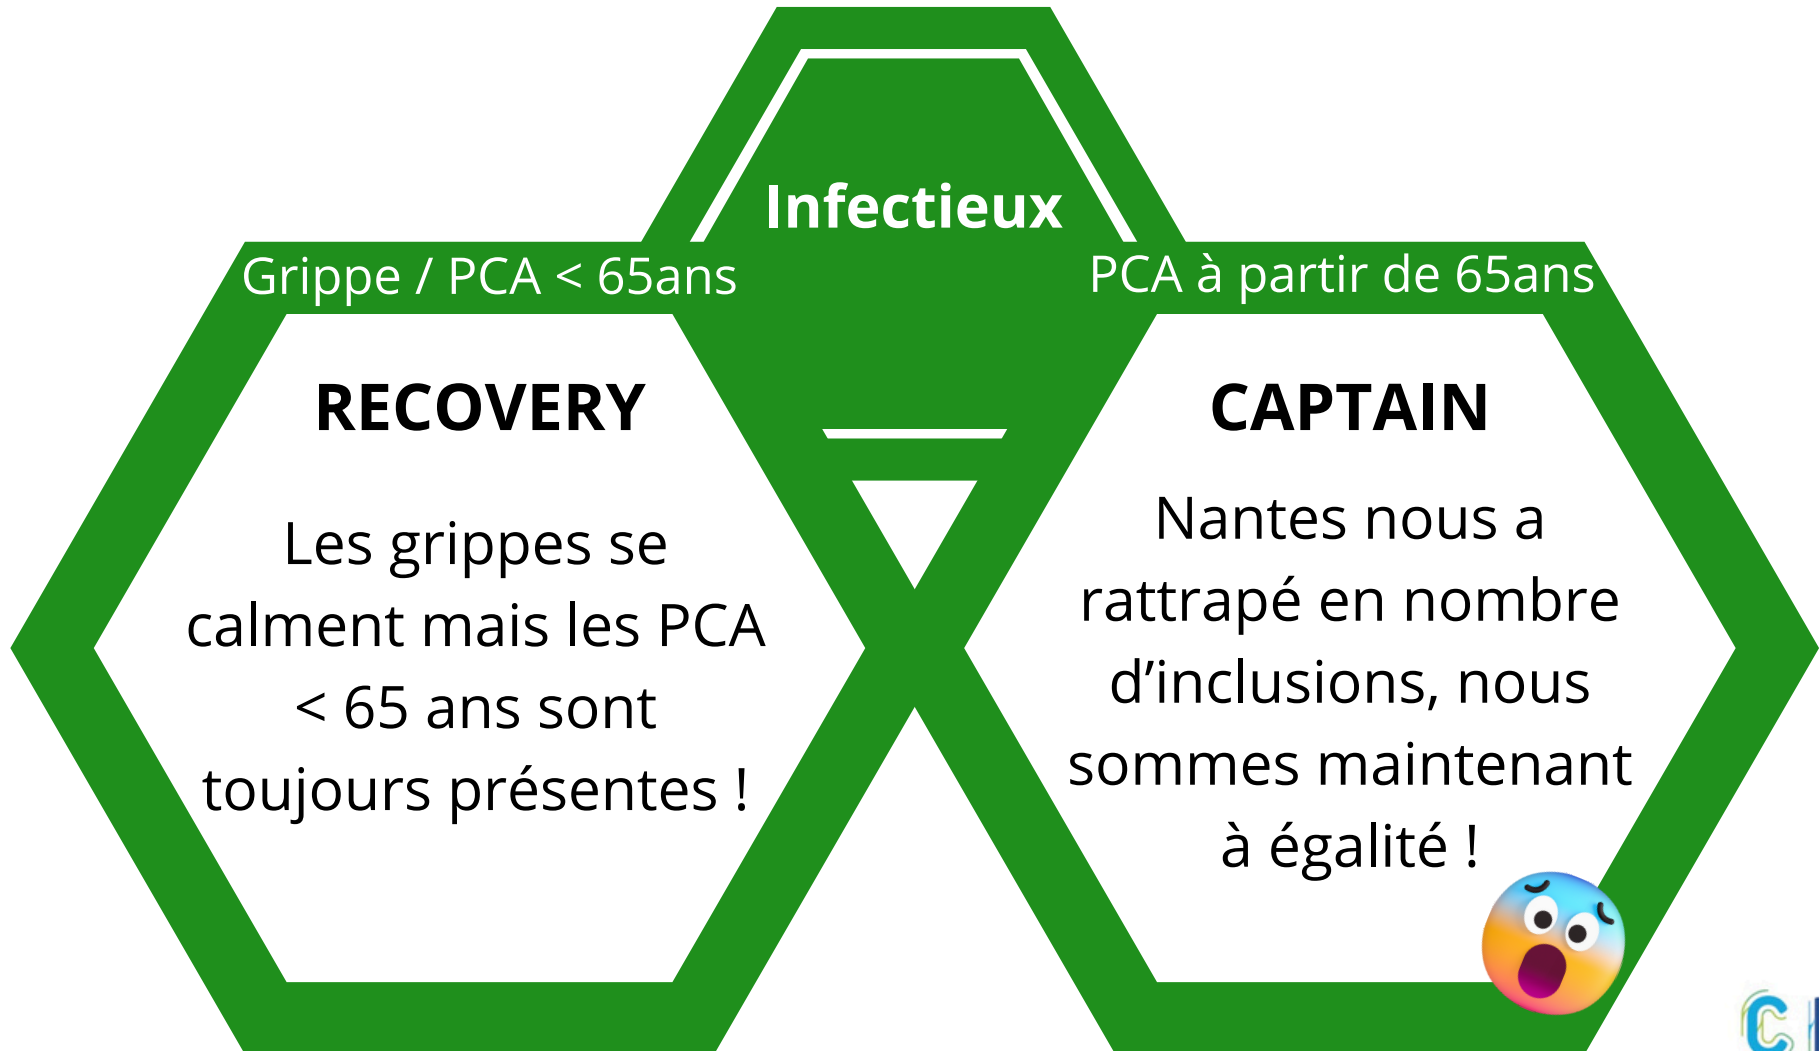 Infectieux
Grippe / PCA < 65ans
RECOVERY
Les grippes se
calment mais les PCA
< 65 ans sont
toujours présentes !
PCA à partir de 65ans
CAPTAIN
Nantes nous a
rattrapé en nombre
d’inclusions, nous
sommes maintenant
à égalité !